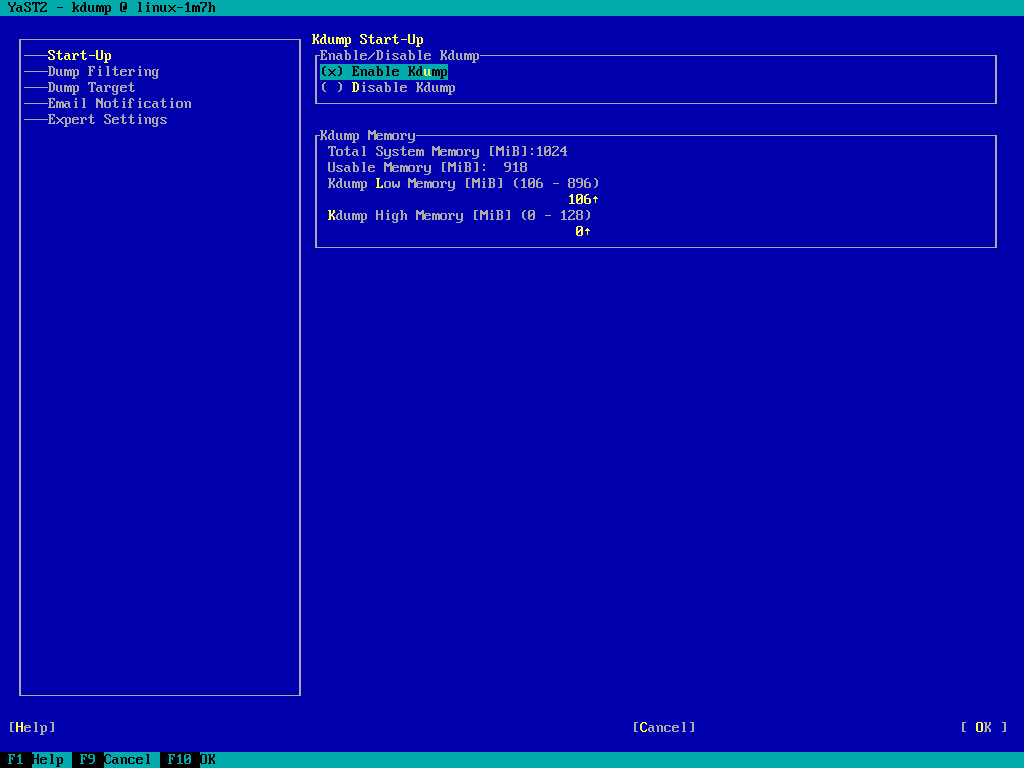 YaST2 - kdump @ linux-1m7h
Start-Up
Dump Filtering
Dump Target
Email Notification
Expert Settings
Kdump Start-Up
Enable/Disable Kdump
(x) Enable Kdump
( ) Disable Kdump
Kdump Memory
Total System Memory [MiB]:1024
Usable Memory [MiB]:  918
Kdump Low Memory [MiB] (106 - 896)
106↑
Kdump High Memory [MiB] (0 - 128)
0↑
[Help] [Cancel] [ OK ]
F1 Help F9 Cancel F10 OK